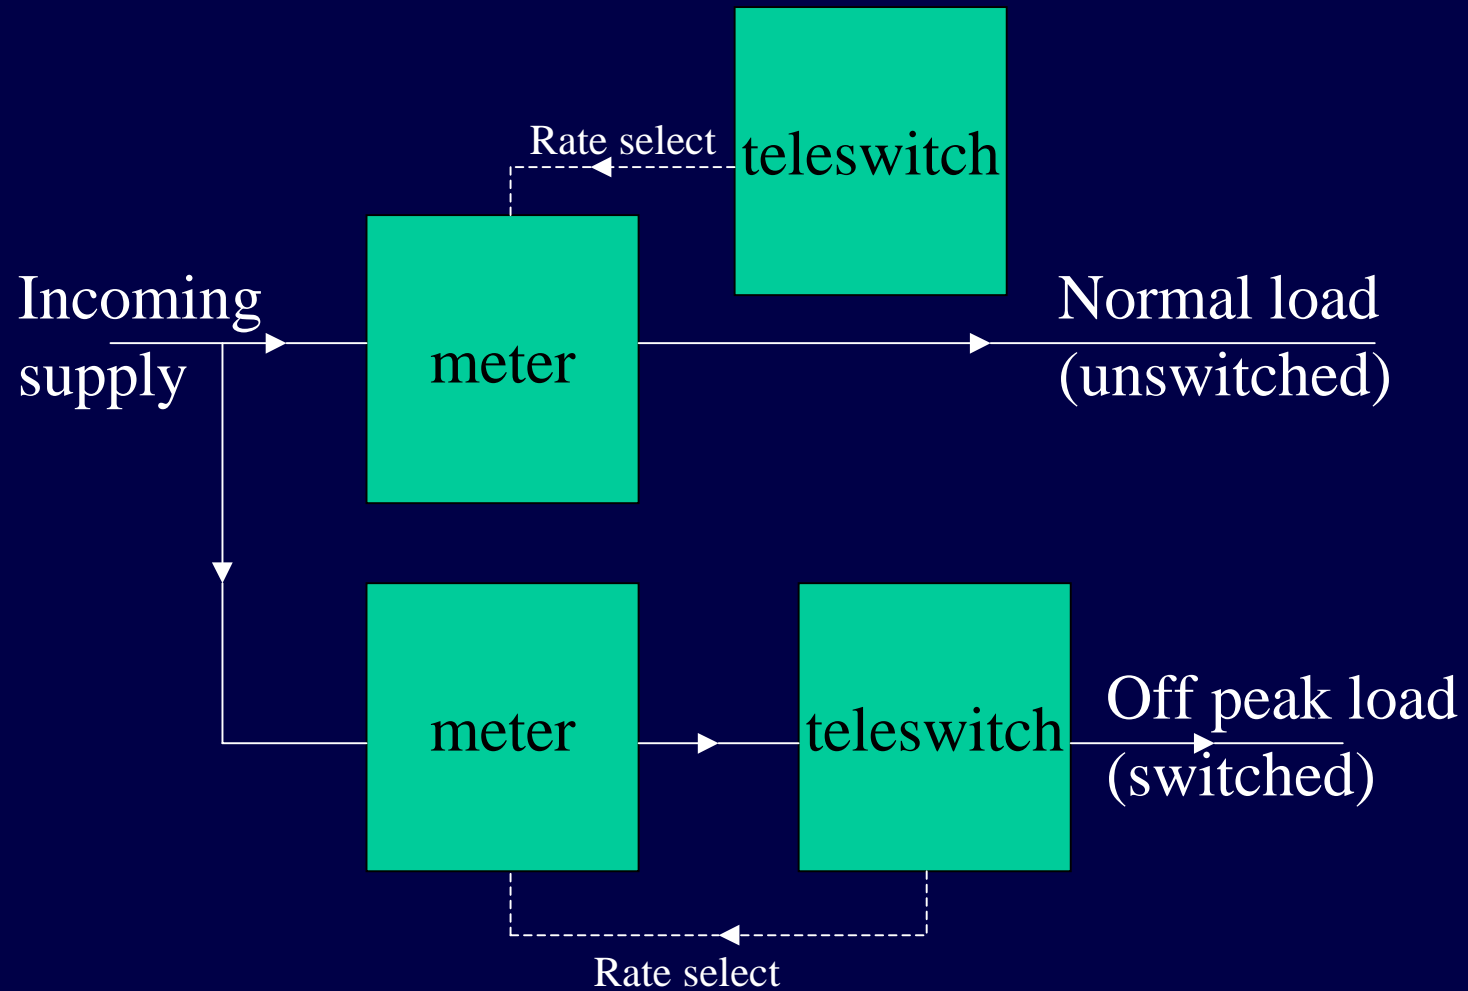 Rate select
teleswitch
Incoming
supply
meter
Normal load
(unswitched)
meter
teleswitch
Off peak load
(switched)
Rate select